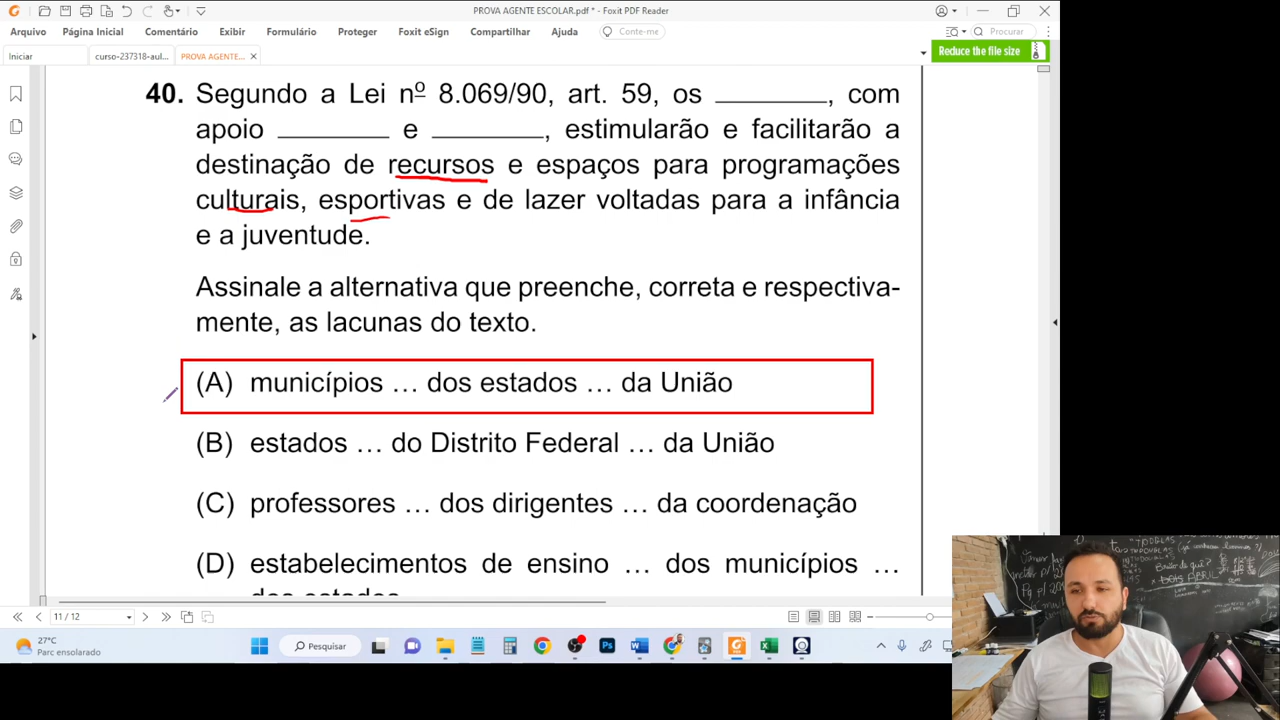 PROVA AGENTE ESCOLAR.pdf * - Foxit PDF Reader
Arquivo Página Inicial Comentário Exibir Formulário Proteger Foxit eSign Compartilhar Ajuda Conte-me Procurar
Iniciar curso-237318-aul... PROVA AGENTE... Reduce the file size
40. Segundo a Lei nº 8.069/90, art. 59, os ________, com
apoio ________ e ________, estimularão e facilitarão a
destinação de recursos e espaços para programações
culturais, esportivas e de lazer voltadas para a infância
e a juventude.
Assinale a alternativa que preenche, correta e respectiva-
mente, as lacunas do texto.
(A) municípios … dos estados … da União
(B) estados … do Distrito Federal … da União
(C) professores … dos dirigentes … da coordenação
(D) estabelecimentos de ensino … dos municípios …
dos estados
11 / 12
27°C
Parc ensolarado
Pesquisar